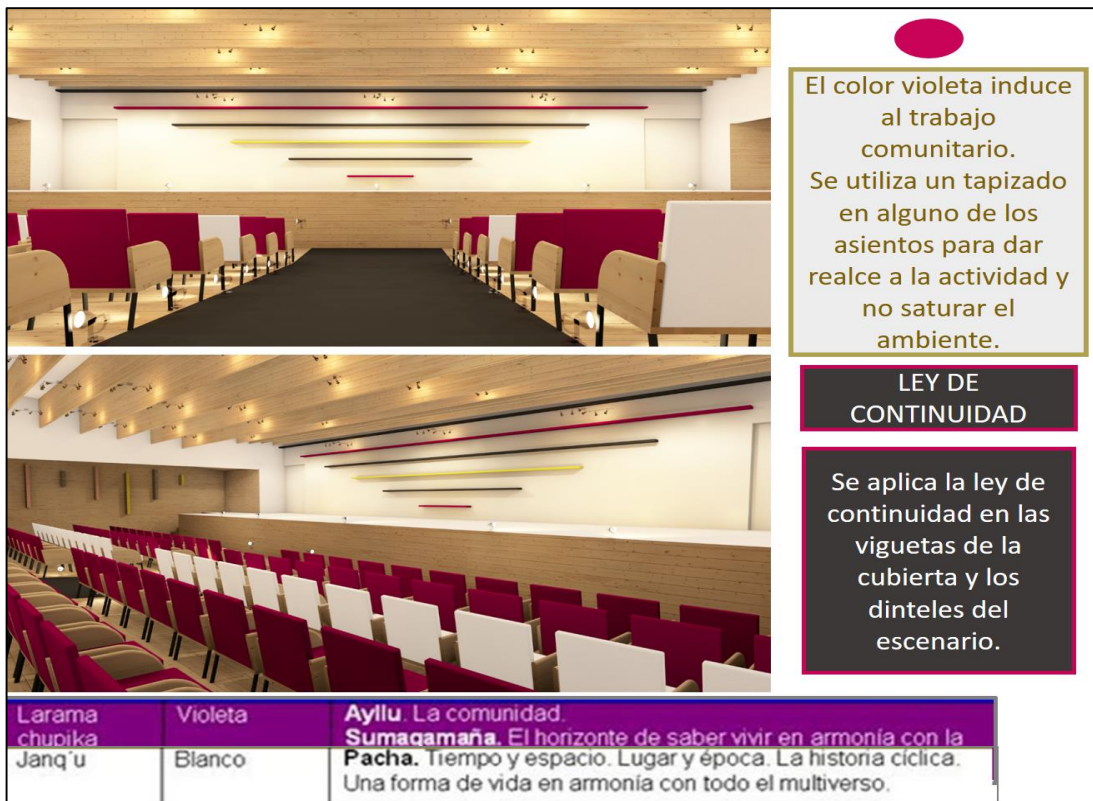 El color violeta induce
al trabajo
comunitario.
Se utiliza un tapizado
en alguno de los
asientos para dar
realce a la actividad y
no saturar el
ambiente.
LEY DE
CONTINUIDAD
Se aplica la ley de
continuidad en las
viguetas de la
cubierta y los
dinteles del
escenario.
Larama
chupika
Violeta
Ayllu. La comunidad.
Sumaqamaña. El horizonte de saber vivir en armonía con la
Janq´u
Blanco
Pacha. Tiempo y espacio. Lugar y época. La historia cíclica.
Una forma de vida en armonía con todo el multiverso.